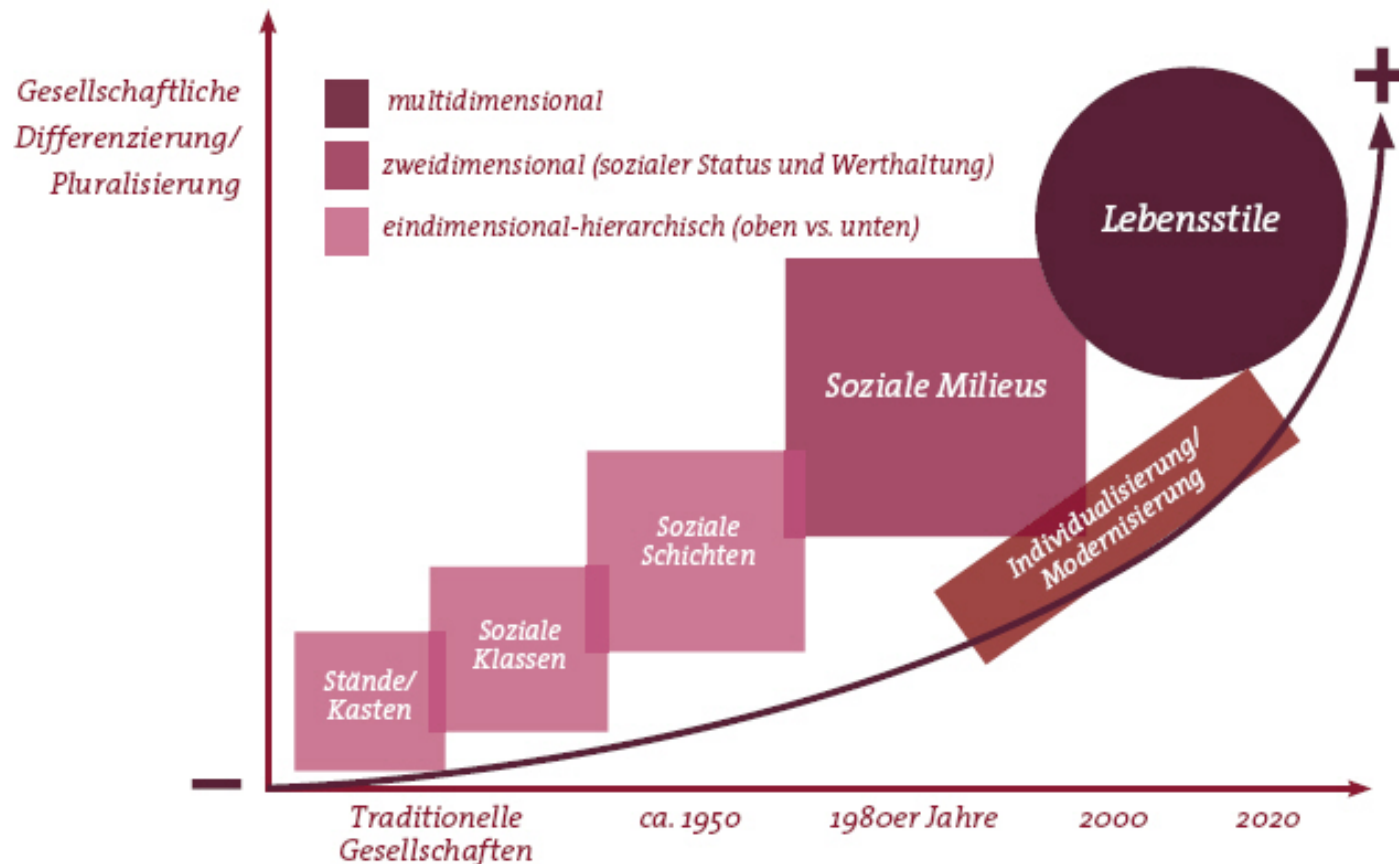 Gesellschaftliche
Differenzierung/
Pluralisierung
multidimensional
zweidimensional (sozialer Status und Werthaltung)
eindimensional-hierarchisch (oben vs. unten)
+
Lebensstile
Soziale Milieus
Individualisierung/
Modernisierung
Soziale
Schichten
Soziale
Klassen
Stände/
Kasten
−
Traditionelle
Gesellschaften
ca. 1950
1980er Jahre
2000
2020